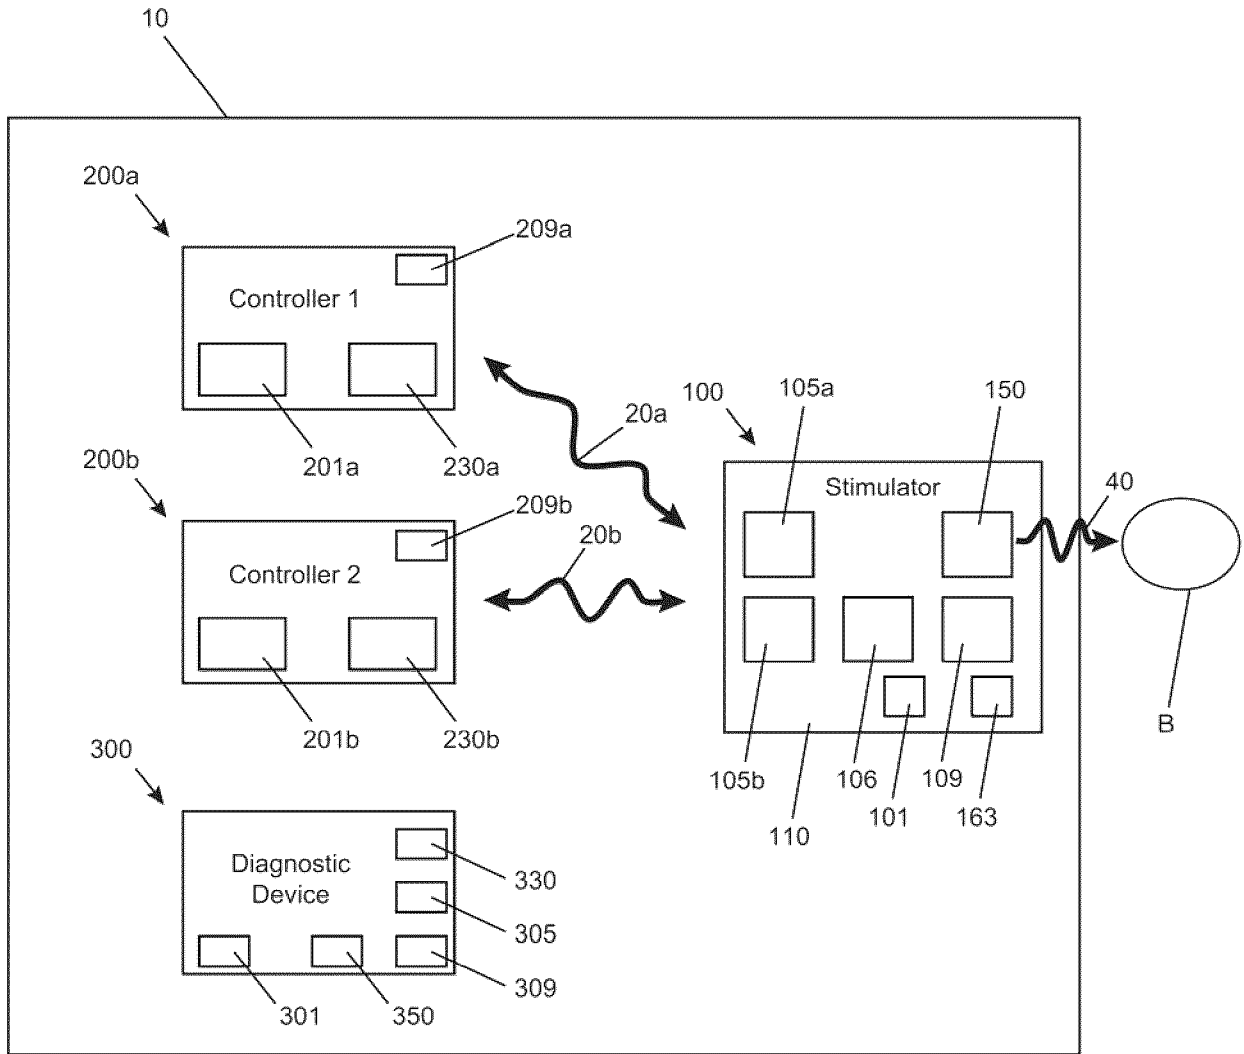 10
200a
209a
Controller 1
201a
230a
20a
100
105a
150
Stimulator
40
200b
209b
20b
Controller 2
201b
230b
105b
106
109
101
163
110
B
300
Diagnostic
Device
330
305
309
301
350